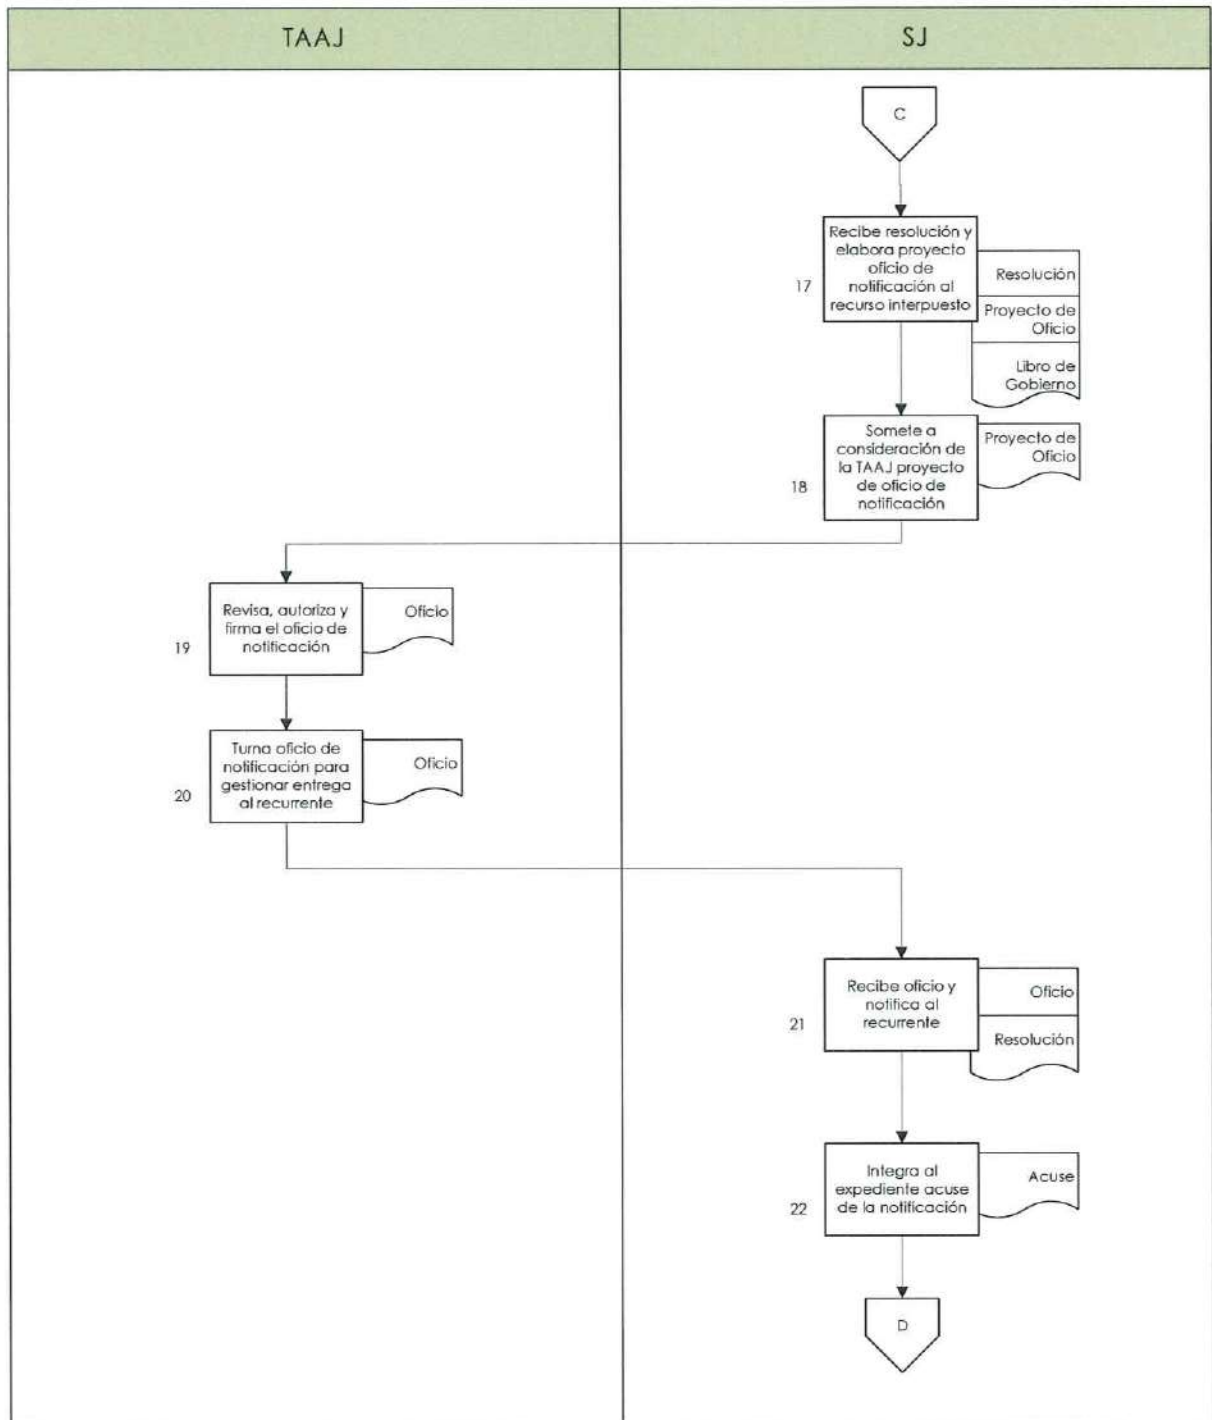 TAAJ
SJ
C
17
Recibe resolución y
elabora proyecto
oficio de
notificación al
recurso interpuesto
Resolución
Proyecto de
Oficio
Libro de
Gobierno
18
Somete a
consideración de
la TAAJ proyecto
de oficio de
notificación
Proyecto de
Oficio
19
Revisa, autoriza y
firma el oficio de
notificación
Oficio
20
Turna oficio de
notificación para
gestionar entrega
al recurrente
Oficio
21
Recibe oficio y
notifica al
recurrente
Oficio
Resolución
22
Integra al
expediente acuse
de la notificación
Acuse
D